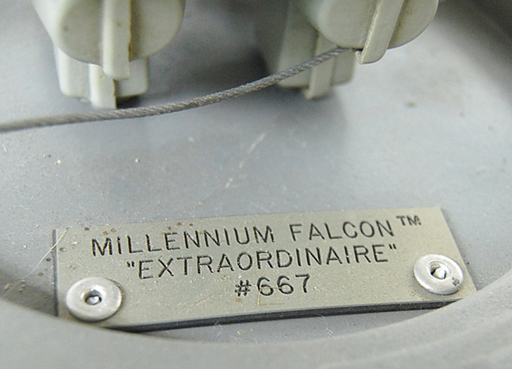 MILLENNIUM FALCON™
"EXTRAORDINAIRE"
#667